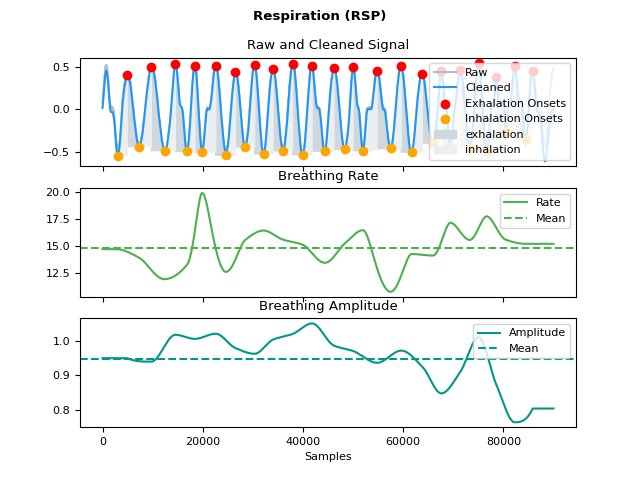 Respiration (RSP)
Raw and Cleaned Signal
0.5
0.0
−0.5
Raw
Cleaned
Exhalation Onsets
Inhalation Onsets
exhalation
inhalation
Breathing Rate
20.0
17.5
15.0
12.5
Rate
Mean
Breathing Amplitude
1.0
0.9
0.8
Amplitude
Mean
0 20000 40000 60000 80000
Samples